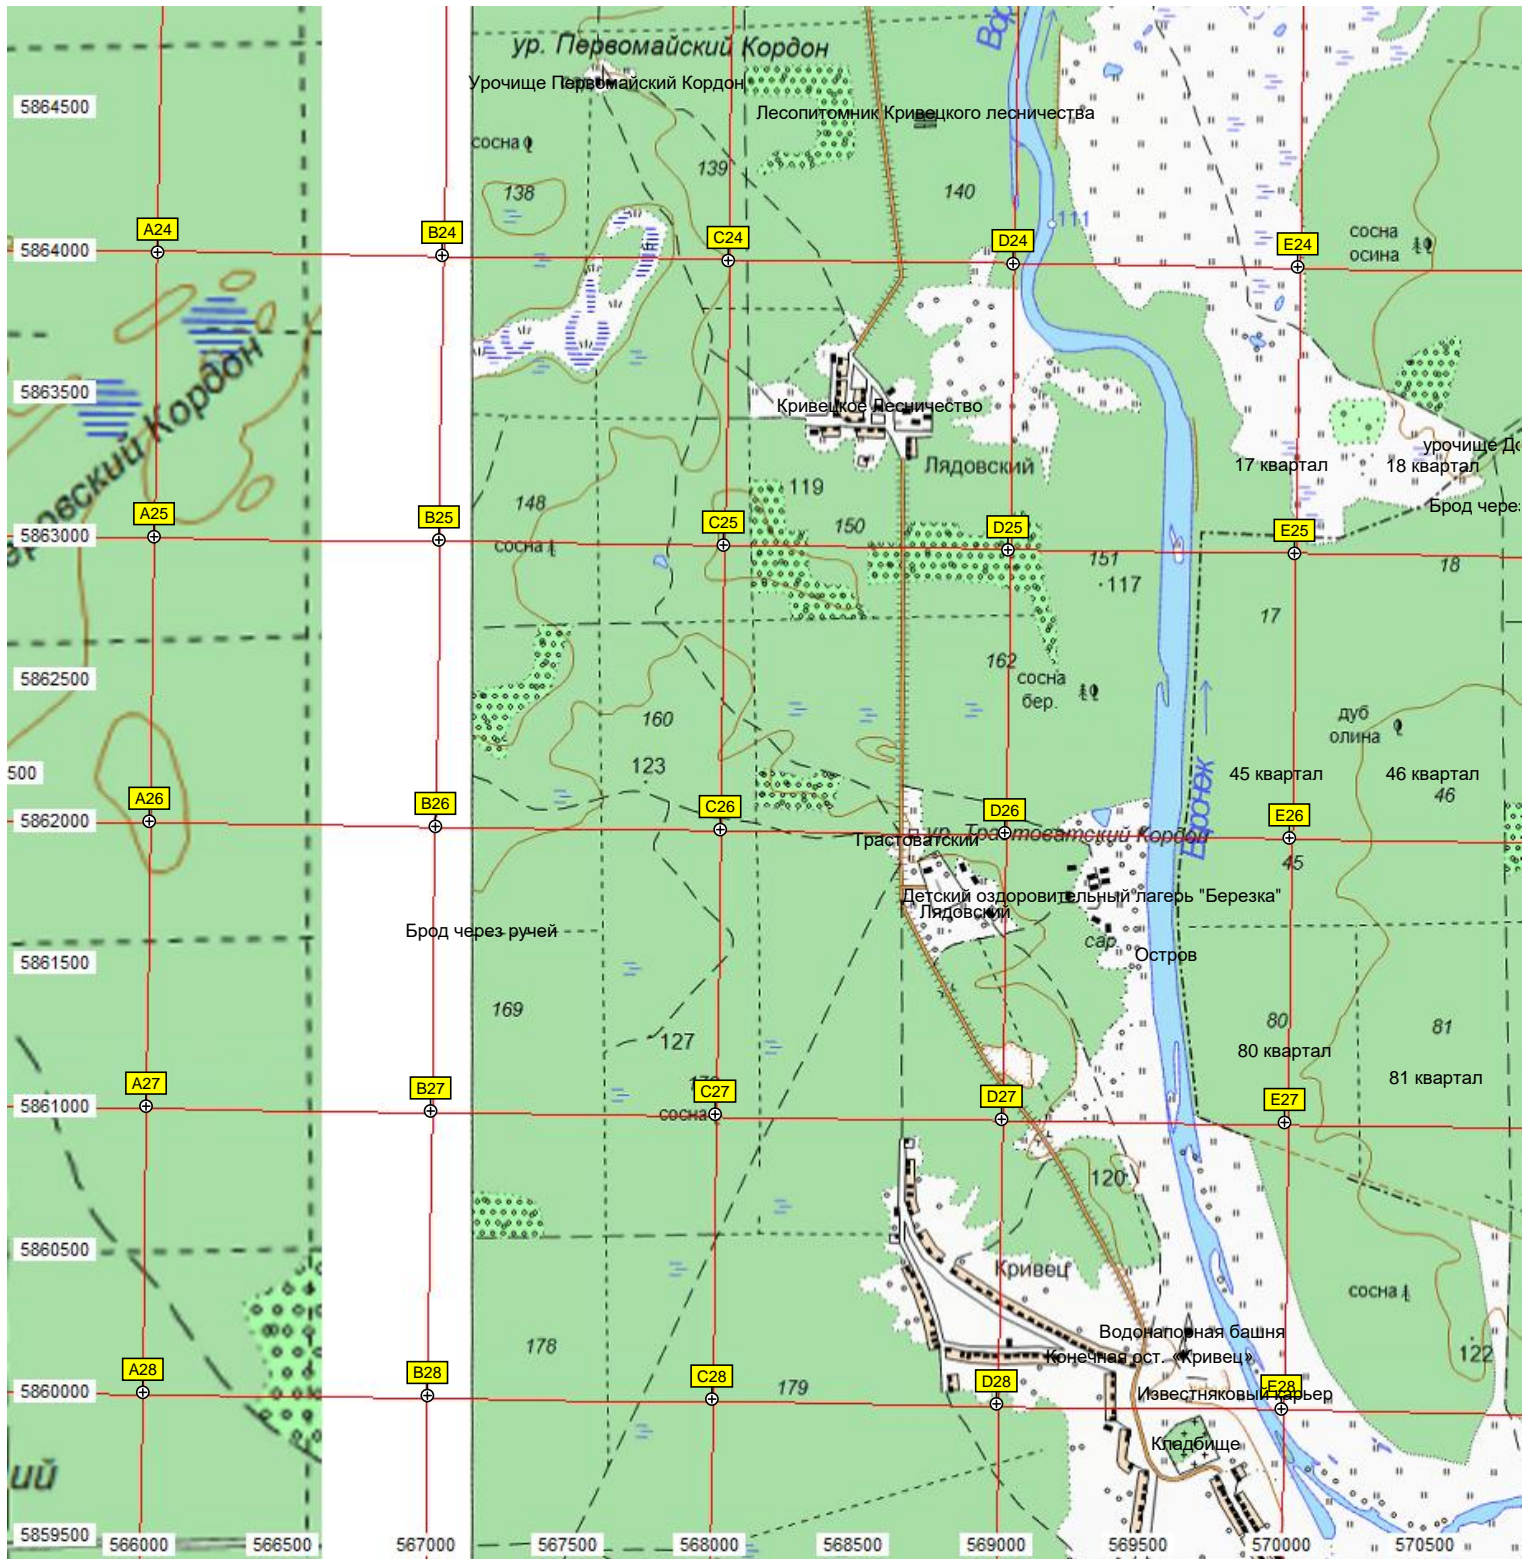 ур. Первомайский Кордон
Урочище Первомайский Кордон
5864500
Лесопитомник Кривецкого лесничества
сосна
139
138
140
111
A24
B24
C24
D24
E24
сосна
осина
5864000
5863500
Кривецкое Лесничество
Лядовский
17 квартал
18 квартал
урочище До
Брод чере
119
148
150
A25
B25
C25
D25
E25
5863000
сосна
151
117
18
17
5862500
162
сосна
бер.
160
дуб
олина
123
500
45 квартал
46 квартал
46
A26
B26
C26
D26
E26
5862000
ур. Трастоватский Кордон
Трастоватский
45
Воронеж
Детский оздоровительный лагерь "Березка"
Лядовский
Брод через ручей
сар.
Остров
5861500
169
127
80
81
80 квартал
81 квартал
A27
B27
C27
D27
E27
5861000
сосна
120
5860500
Кривец
сосна
178
Водонапорная башня
Конечная ост. «Кривец»
122
A28
B28
C28
D28
E28
5860000
179
Известняковый карьер
Кладбище
ий
5859500
566000
566500
567000
567500
568000
568500
569000
569500
570000
570500